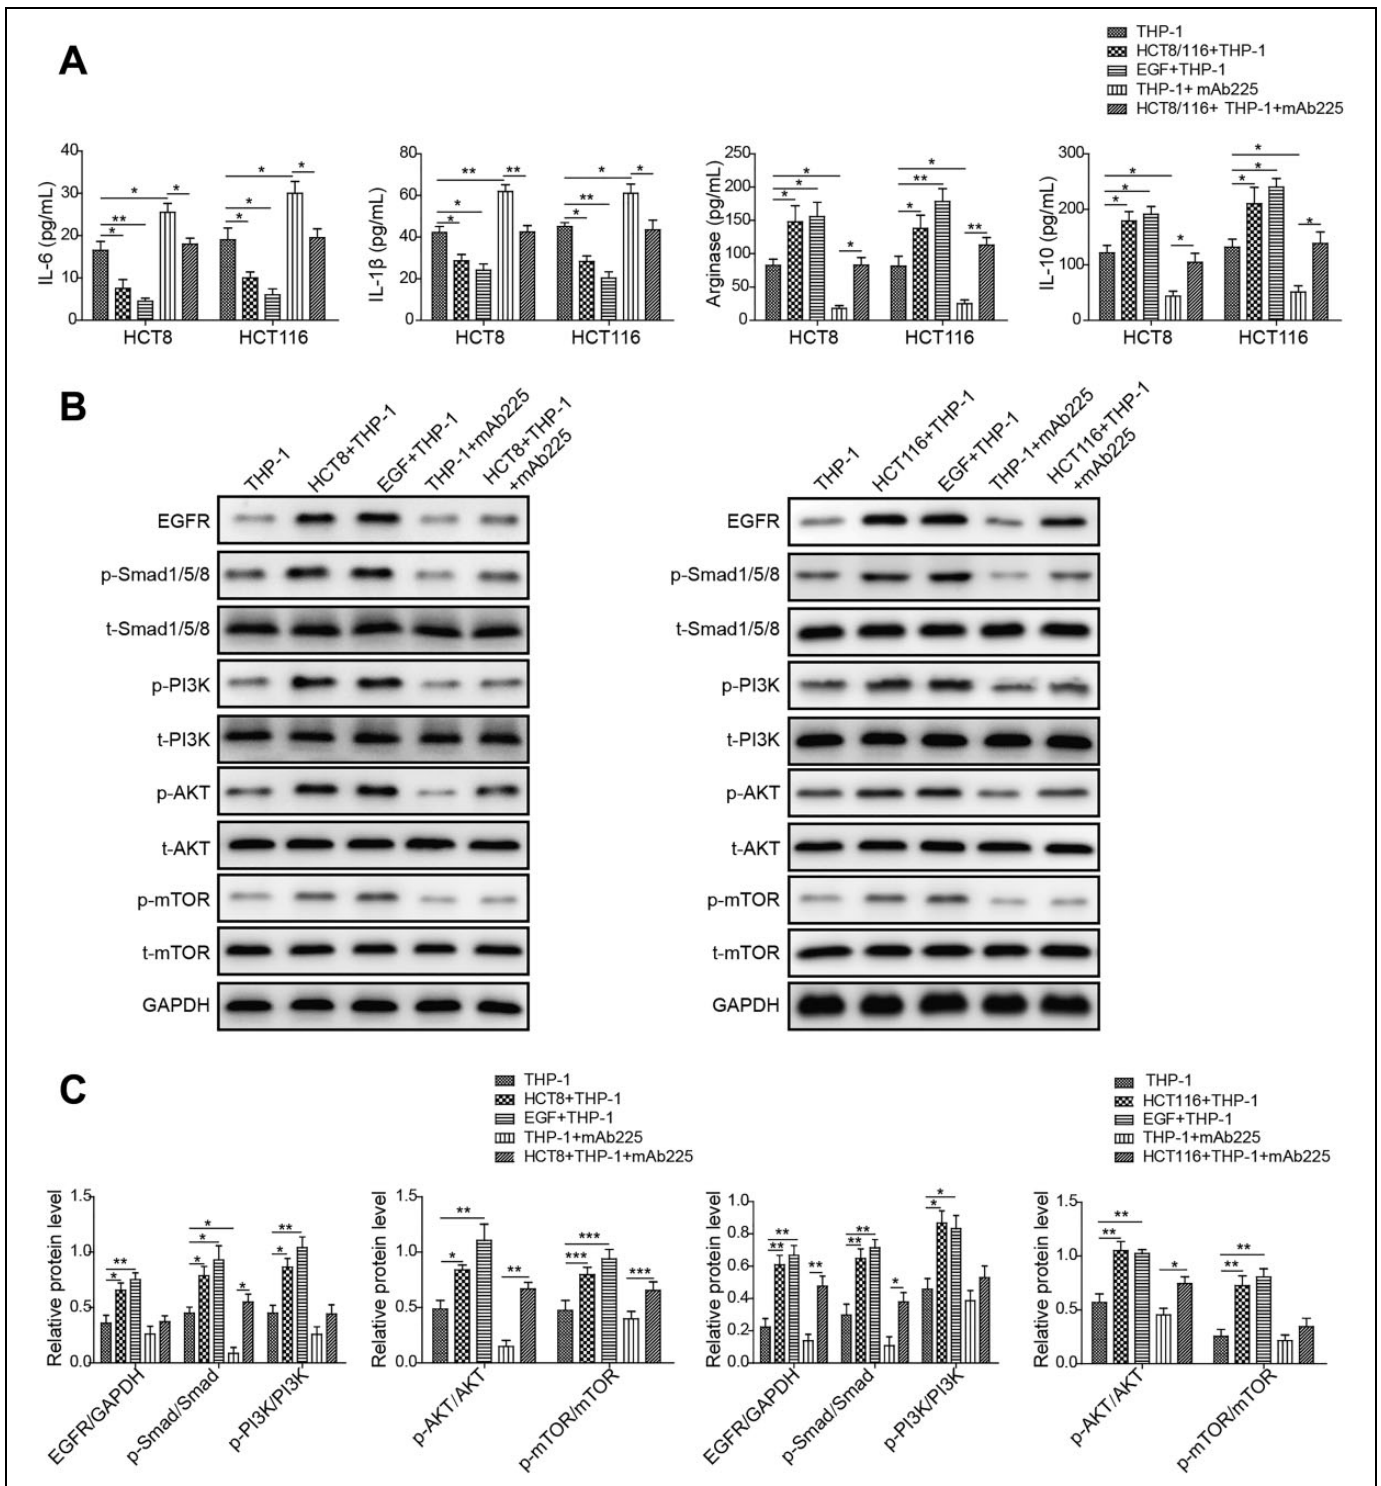 A
THP-1
HCT8/116+THP-1
EGF+THP-1
THP-1+ mAb225
HCT8/116+ THP-1+mAb225
IL-6 (pg/mL)
40
30
20
10
0
* ** * * *
* * * *
HCT8 HCT116
IL-1β (pg/mL)
80
60
40
20
0
* * ** **
* ** * *
HCT8 HCT116
Arginase (pg/mL)
250
200
150
100
50
0
* * * *
* ** * **
HCT8 HCT116
IL-10 (pg/mL)
300
200
100
0
* * * *
* * * *
HCT8 HCT116
B
THP-1 HCT8+THP-1 EGF+THP-1 THP-1+mAb225 HCT8+THP-1
+mAb225
EGFR
p-Smad1/5/8
t-Smad1/5/8
p-PI3K
t-PI3K
p-AKT
t-AKT
p-mTOR
t-mTOR
GAPDH
THP-1 HCT116+THP-1 EGF+THP-1 THP-1+mAb225 HCT116+THP-1
+mAb225
EGFR
p-Smad1/5/8
t-Smad1/5/8
p-PI3K
t-PI3K
p-AKT
t-AKT
p-mTOR
t-mTOR
GAPDH
C
THP-1
HCT8+THP-1
EGF+THP-1
THP-1+mAb225
HCT8+THP-1+mAb225
THP-1
HCT116+THP-1
EGF+THP-1
THP-1+mAb225
HCT116+THP-1+mAb225
Relative protein level
1.5
1.0
0.5
0.0
* ** * * * * * **
EGFR/GAPDH p-Smad/Smad p-PI3K/PI3K
Relative protein level
1.5
1.0
0.5
0.0
* ** ** *** *** ***
p-AKT/AKT p-mTOR/mTOR
Relative protein level
1.0
0.8
0.6
0.4
0.2
0.0
** ** ** ** ** * * *
EGFR/GAPDH p-Smad/Smad p-PI3K/PI3K
Relative protein level
1.5
1.0
0.5
0.0
** ** * ** **
p-AKT/AKT p-mTOR/mTOR